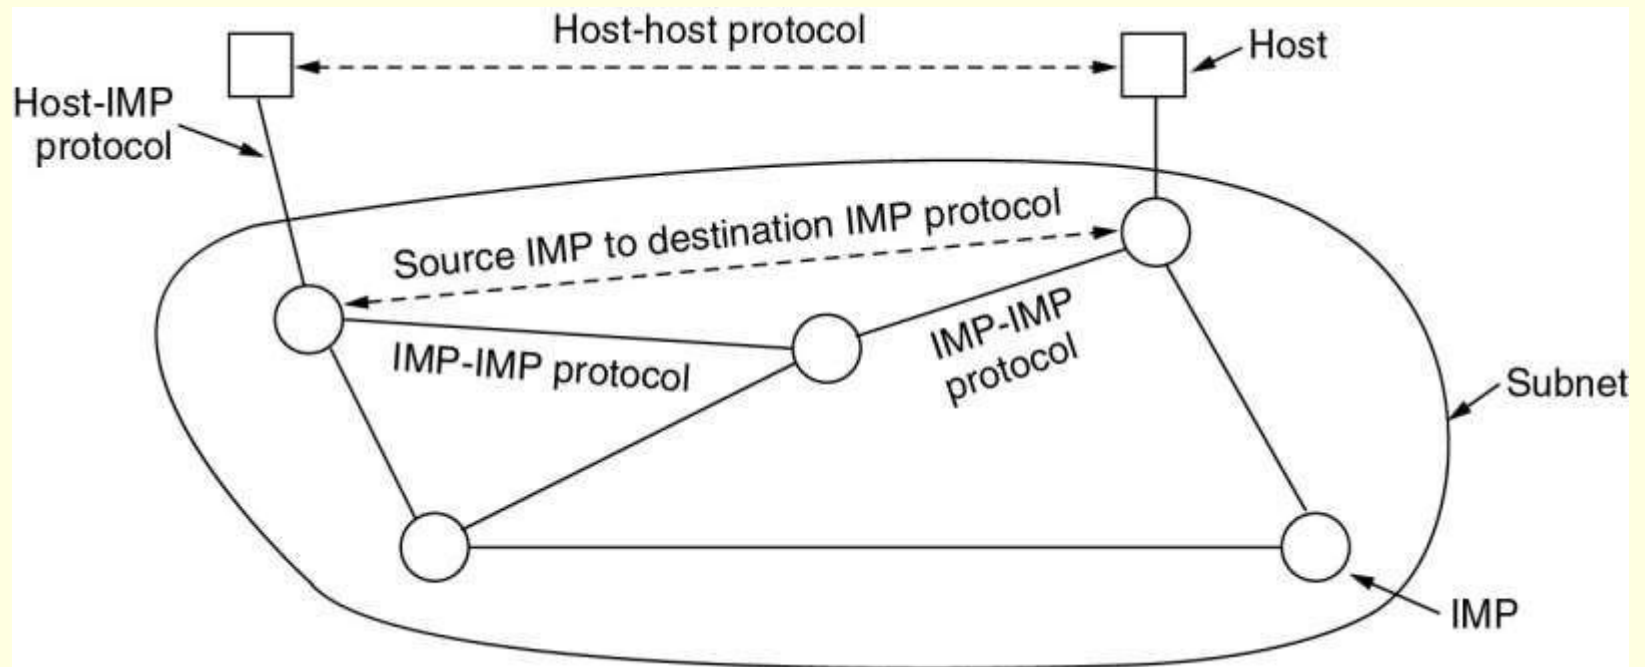 Host-host protocol
Host
Host-IMP
protocol
Source IMP to destination IMP protocol
IMP-IMP protocol
IMP-IMP
protocol
Subnet
IMP